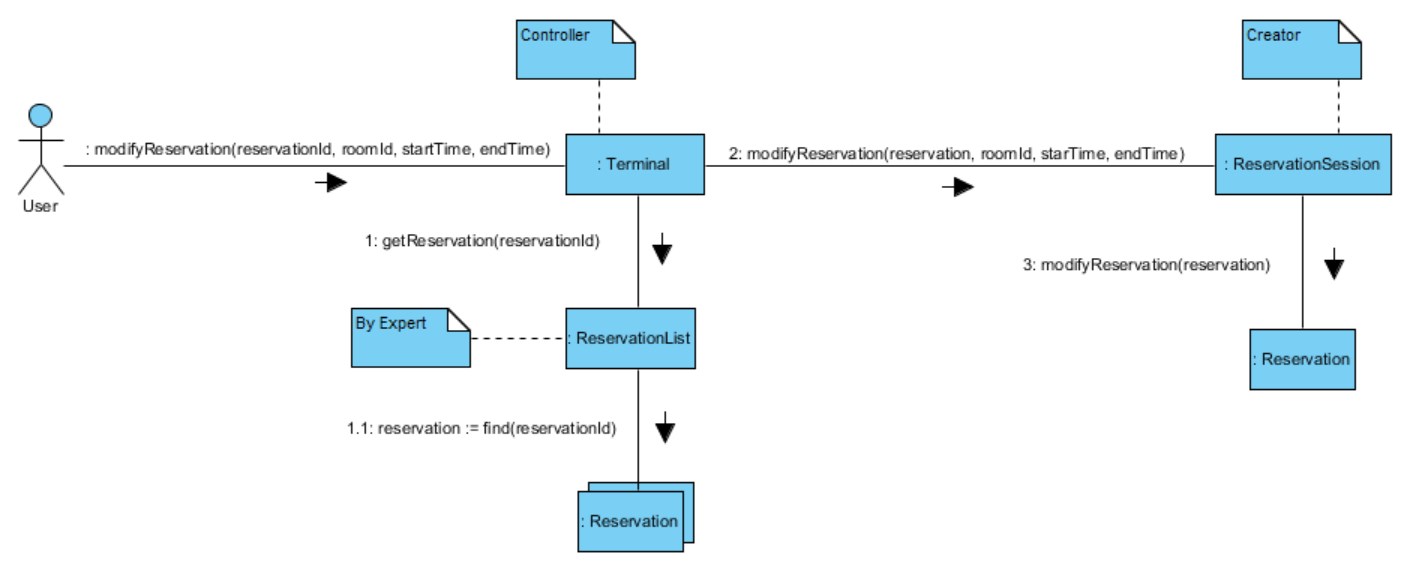 Controller
Creator
: modifyReservation(reservationId, roomId, startTime, endTime)
: Terminal
2: modifyReservation(reservation, roomId, starTime, endTime)
: ReservationSession
User
1: getReservation(reservationId)
3: modifyReservation(reservation)
By Expert
: ReservationList
: Reservation
1.1: reservation := find(reservationId)
: Reservation